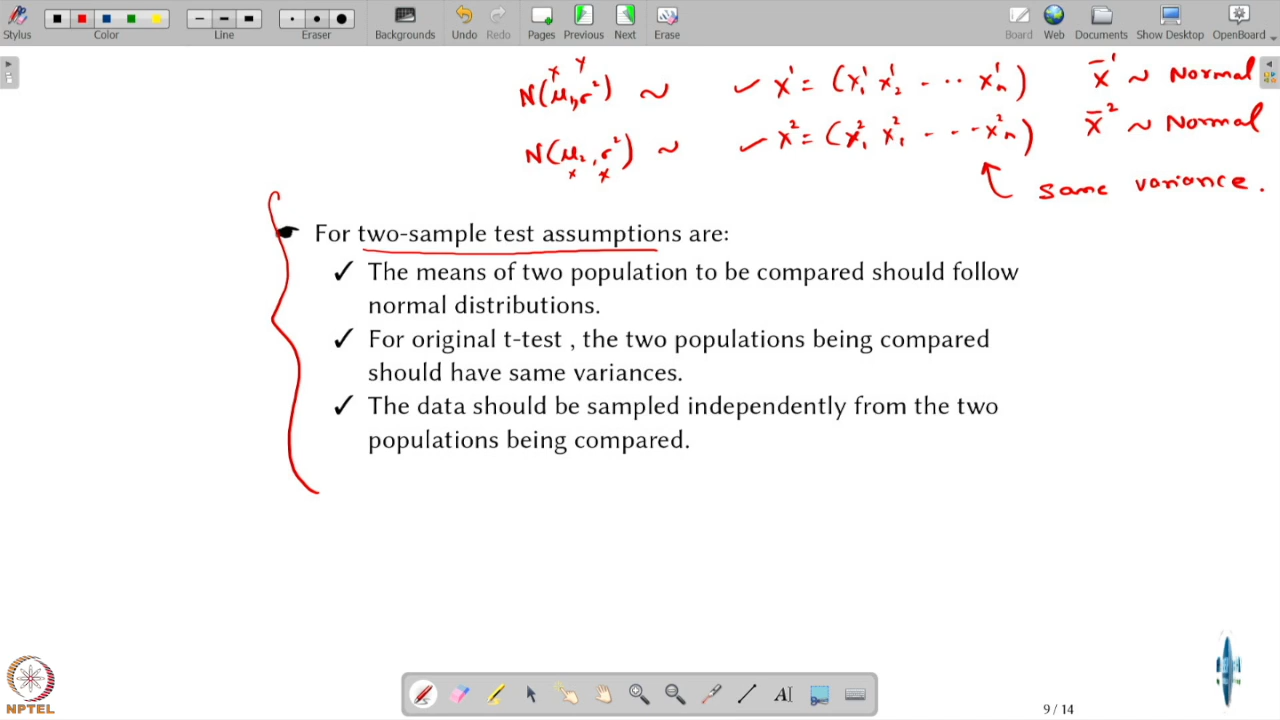 Stylus Color Line Eraser Backgrounds Undo Redo Pages Previous Next Erase Board Web Documents Show Desktop OpenBoard
N(μ₁,σ²) ~ ✓ X¹ = (x¹₁ x¹₂ - ·· x¹ₙ) X̄¹ ~ Normal
N(μ₂,σ²) ~ ✓ X² = (x²₁ x²₁ - - - x²ₙ) X̄² ~ Normal
same variance.
For two-sample test assumptions are:
✓ The means of two population to be compared should follow
normal distributions.
✓ For original t-test , the two populations being compared
should have same variances.
✓ The data should be sampled independently from the two
populations being compared.
NPTEL
9 / 14